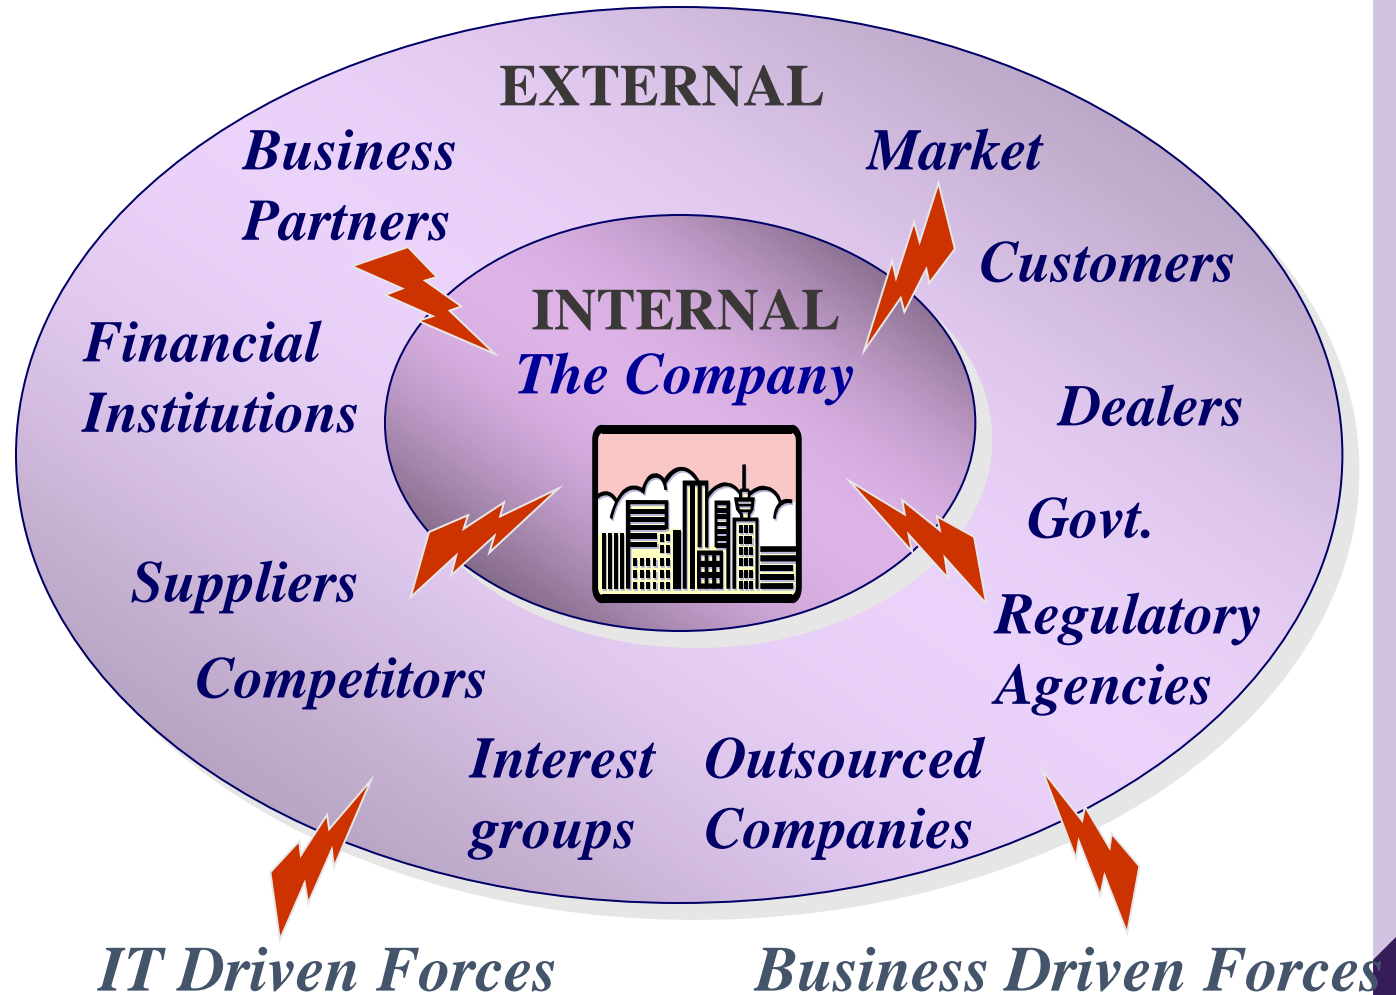 EXTERNAL
Business
Partners
Market
Customers
INTERNAL
The Company
Financial
Institutions
Dealers
Govt.
Suppliers
Regulatory
Agencies
Competitors
Interest
groups
Outsourced
Companies
IT Driven Forces
Business Driven Forces